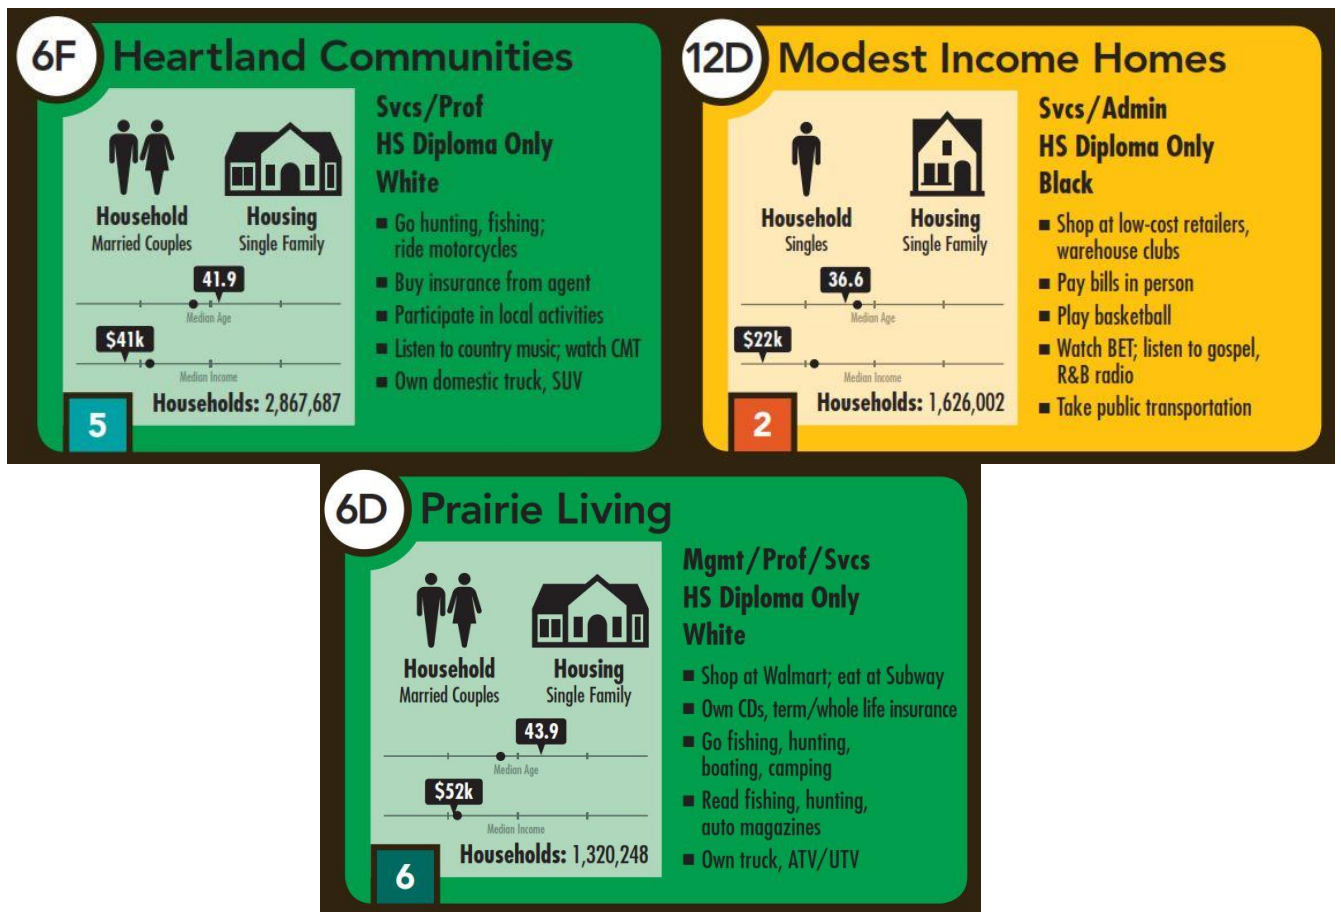 6F Heartland Communities
Household
Married Couples
Housing
Single Family
41.9
Median Age
$41k
Median Income
Households: 2,867,687
5
Svcs/Prof
HS Diploma Only
White
■ Go hunting, fishing;
ride motorcycles
■ Buy insurance from agent
■ Participate in local activities
■ Listen to country music; watch CMT
■ Own domestic truck, SUV
12D Modest Income Homes
Household
Singles
Housing
Single Family
36.6
Median Age
$22k
Median Income
Households: 1,626,002
2
Svcs/Admin
HS Diploma Only
Black
■ Shop at low-cost retailers,
warehouse clubs
■ Pay bills in person
■ Play basketball
■ Watch BET; listen to gospel,
R&B radio
■ Take public transportation
6D Prairie Living
Household
Married Couples
Housing
Single Family
43.9
Median Age
$52k
Median Income
Households: 1,320,248
6
Mgmt/Prof/Svcs
HS Diploma Only
White
■ Shop at Walmart; eat at Subway
■ Own CDs, term/whole life insurance
■ Go fishing, hunting,
boating, camping
■ Read fishing, hunting,
auto magazines
■ Own truck, ATV/UTV